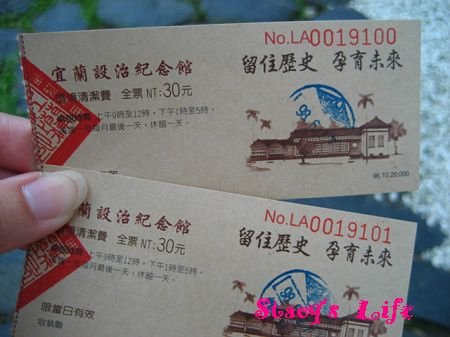 宜蘭設治紀念館
環境清潔費 全票 NT:30元
上午9時至12時，下午1時至5時。
每月最後一天，休館一天。
No.LA0019100
留住歷史 孕育未來
96.10.20,000
宜蘭設治紀念館
清潔費 全票 NT:30元
上午9時至12時，下午1時至5時。
每月最後一天，休館一天。
限當日有效
收執聯
No.LA0019101
留住歷史 孕育未來
Stacy's Life